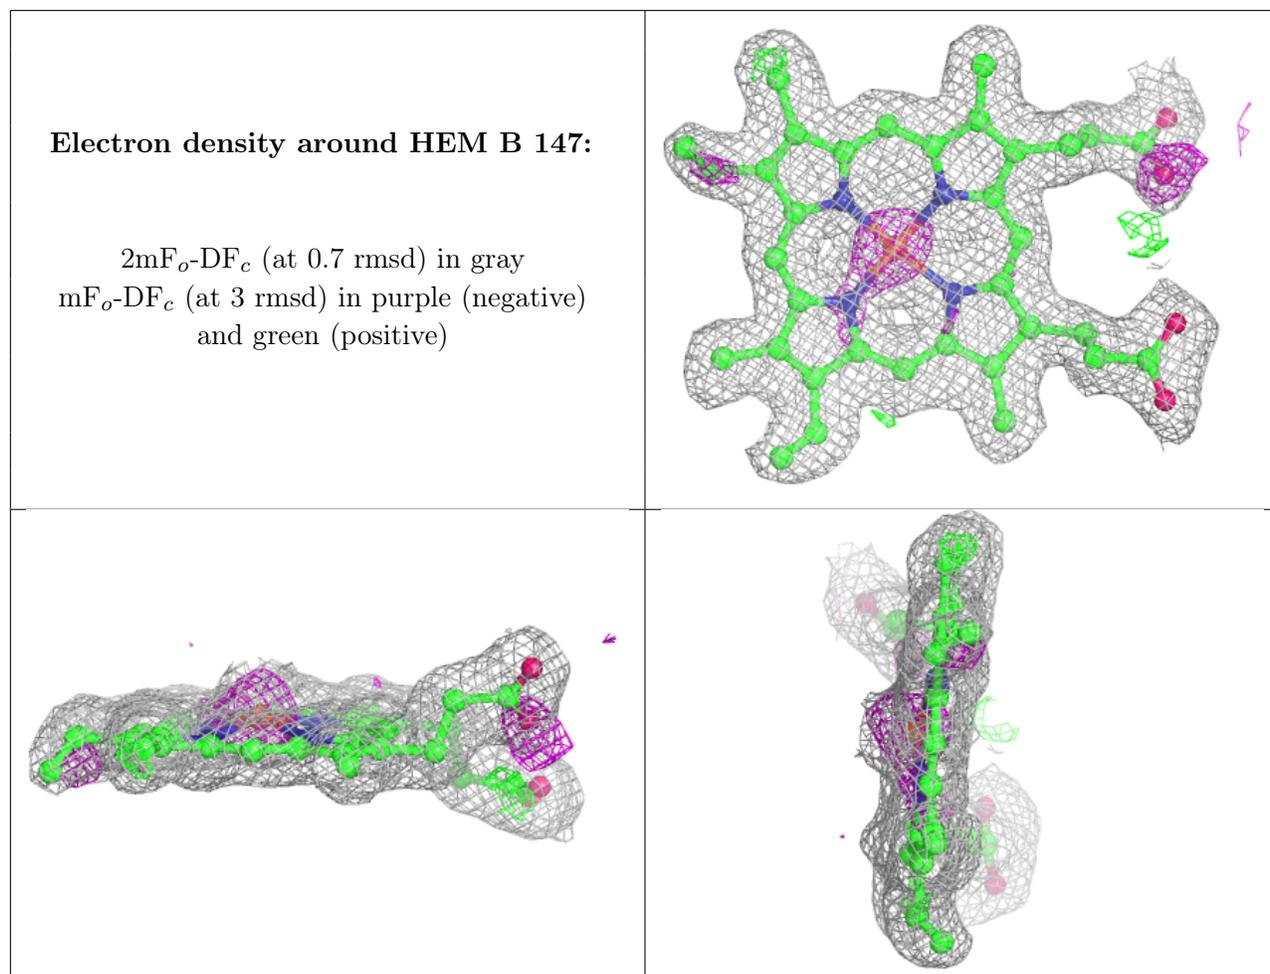 Electron density around HEM B 147:
2mFo-DFc (at 0.7 rmsd) in gray
mFo-DFc (at 3 rmsd) in purple (negative)
and green (positive)